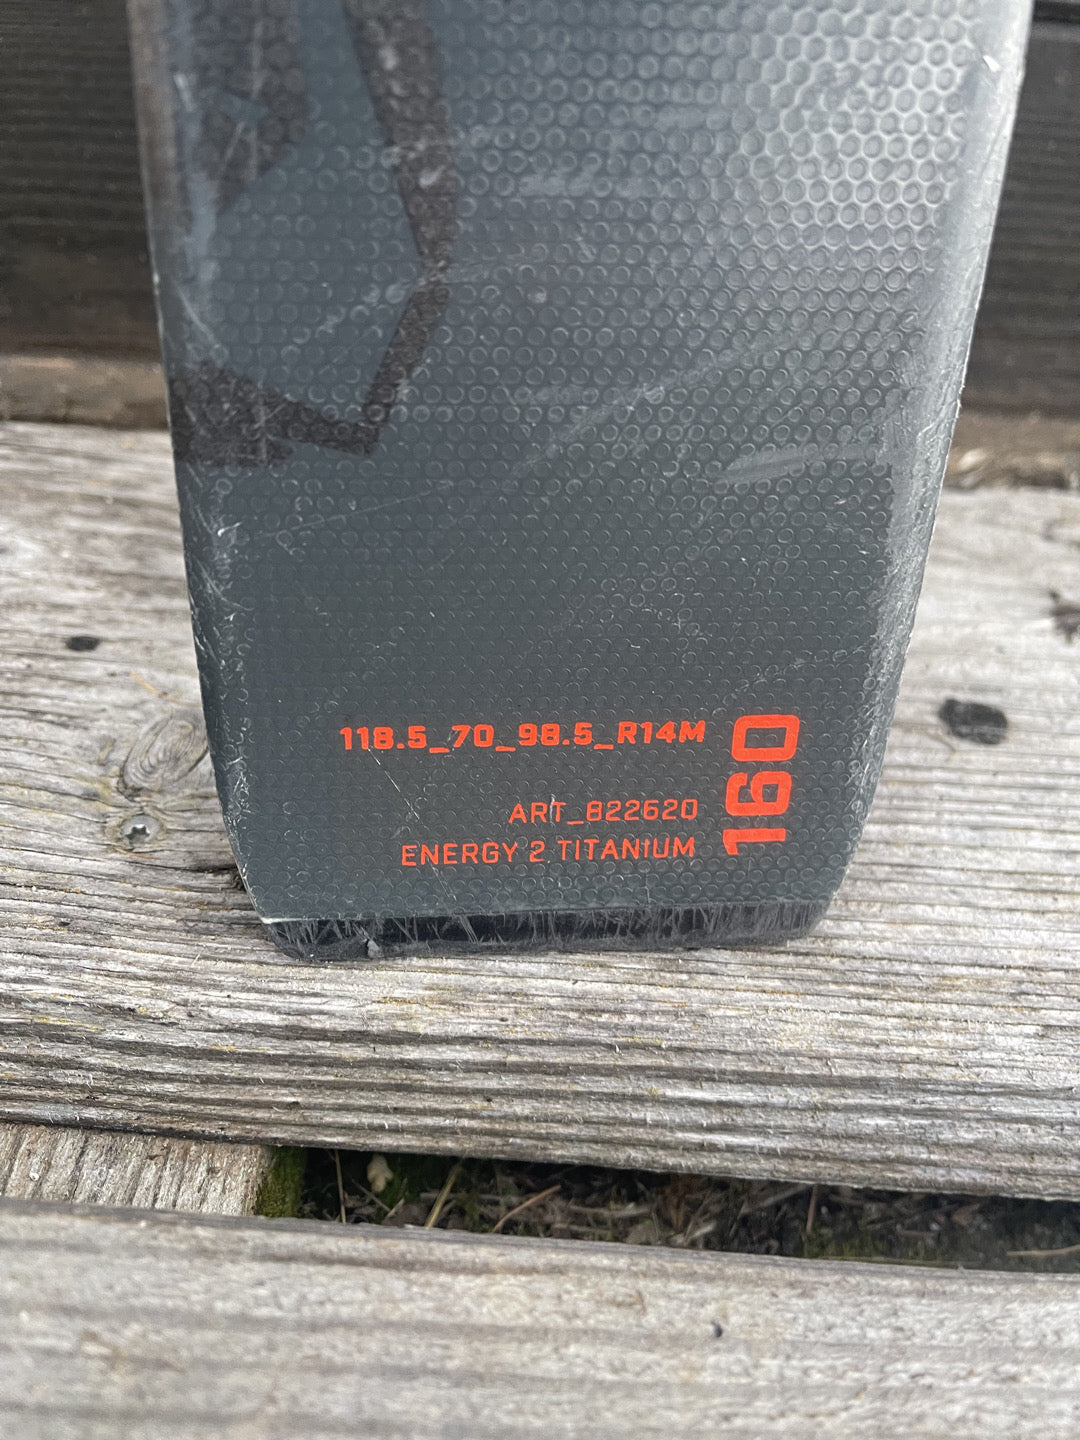 118.5_70_98.5_R14M
ART_822620
ENERGY 2 TITANIUM
160